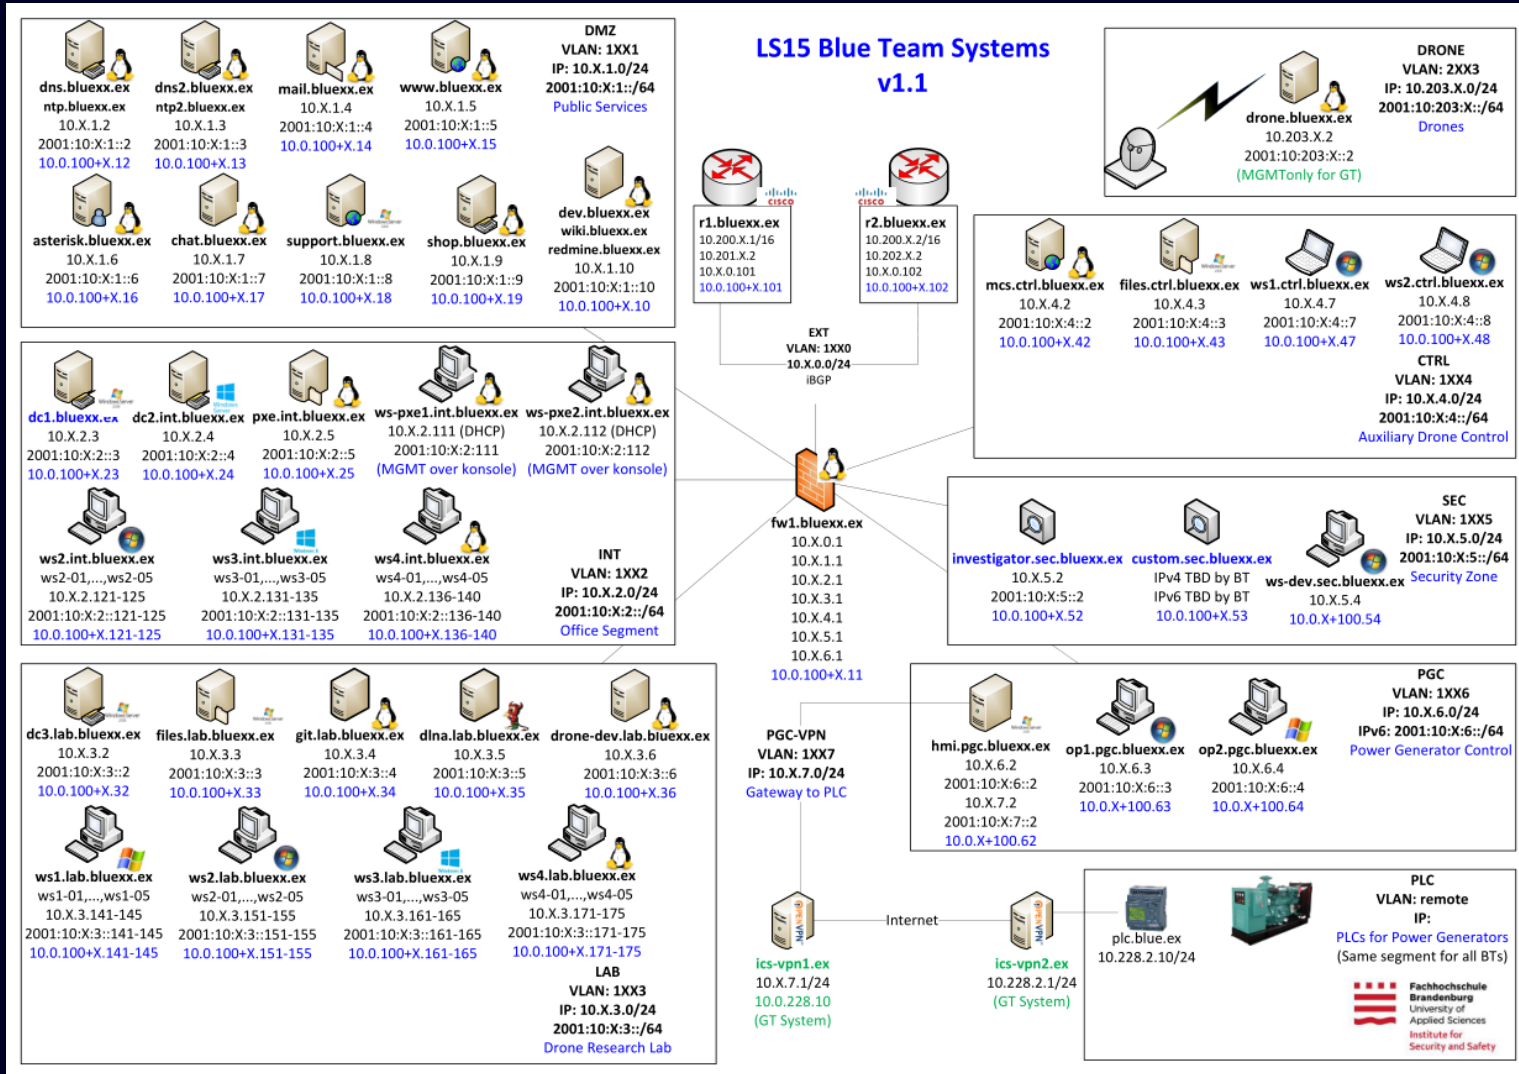 LS15 Blue Team Systems
v1.1
DMZ
VLAN: 1XX1
IP: 10.X.1.0/24
2001:10:X:1::/64
Public Services
dns.bluexx.ex
ntp.bluexx.ex
10.X.1.2
2001:10:X:1::2
10.0.100+X.12
dns2.bluexx.ex
ntp2.bluexx.ex
10.X.1.3
2001:10:X:1::3
10.0.100+X.13
mail.bluexx.ex
10.X.1.4
2001:10:X:1::4
10.0.100+X.14
www.bluexx.ex
10.X.1.5
2001:10:X:1::5
10.0.100+X.15
asterisk.bluexx.ex
10.X.1.6
2001:10:X:1::6
10.0.100+X.16
chat.bluexx.ex
10.X.1.7
2001:10:X:1::7
10.0.100+X.17
support.bluexx.ex
10.X.1.8
2001:10:X:1::8
10.0.100+X.18
shop.bluexx.ex
10.X.1.9
2001:10:X:1::9
10.0.100+X.19
dev.bluexx.ex
wiki.bluexx.ex
redmine.bluexx.ex
10.X.1.10
2001:10:X:1::10
10.0.100+X.10
CISCO
r1.bluexx.ex
10.200.X.1/16
10.201.X.2
10.X.0.101
10.0.100+X.101
CISCO
r2.bluexx.ex
10.200.X.2/16
10.202.X.2
10.X.0.102
10.0.100+X.102
EXT
VLAN: 1XX0
10.X.0.0/24
iBGP
DRONE
VLAN: 2XX3
IP: 10.203.X.0/24
2001:10:203:X::/64
Drones
drone.bluexx.ex
10.203.X.2
2001:10:203:X::2
(MGMTonly for GT)
mcs.ctrl.bluexx.ex
10.X.4.2
2001:10:X:4::2
10.0.100+X.42
files.ctrl.bluexx.ex
10.X.4.3
2001:10:X:4::3
10.0.100+X.43
ws1.ctrl.bluexx.ex
10.X.4.7
2001:10:X:4::7
10.0.100+X.47
ws2.ctrl.bluexx.ex
10.X.4.8
2001:10:X:4::8
10.0.100+X.48
CTRL
VLAN: 1XX4
IP: 10.X.4.0/24
2001:10:X:4::/64
Auxiliary Drone Control
dc1.bluexx.ex
10.X.2.3
2001:10:X:2::3
10.0.100+X.23
Windows
Server
dc2.int.bluexx.ex
10.X.2.4
2001:10:X:2::4
10.0.100+X.24
pxe.int.bluexx.ex
10.X.2.5
2001:10:X:2::5
10.0.100+X.25
ws-pxe1.int.bluexx.ex
10.X.2.111 (DHCP)
2001:10:X:2:111
(MGMT over konsole)
ws-pxe2.int.bluexx.ex
10.X.2.112 (DHCP)
2001:10:X:2:112
(MGMT over konsole)
ws2.int.bluexx.ex
ws2-01,...,ws2-05
10.X.2.121-125
2001:10:X:2::121-125
10.0.100+X.121-125
Windows 8
ws3.int.bluexx.ex
ws3-01,...,ws3-05
10.X.2.131-135
2001:10:X:2::131-135
10.0.100+X.131-135
ws4.int.bluexx.ex
ws4-01,...,ws4-05
10.X.2.136-140
2001:10:X:2::136-140
10.0.100+X.136-140
INT
VLAN: 1XX2
IP: 10.X.2.0/24
2001:10:X:2::/64
Office Segment
fw1.bluexx.ex
10.X.0.1
10.X.1.1
10.X.2.1
10.X.3.1
10.X.4.1
10.X.5.1
10.X.6.1
10.0.100+X.11
SEC
VLAN: 1XX5
IP: 10.X.5.0/24
2001:10:X:5::/64
Security Zone
investigator.sec.bluexx.ex
10.X.5.2
2001:10:X:5::2
10.0.100+X.52
custom.sec.bluexx.ex
IPv4 TBD by BT
IPv6 TBD by BT
10.0.100+X.53
ws-dev.sec.bluexx.ex
10.X.5.4
10.0.X+100.54
dc3.lab.bluexx.ex
10.X.3.2
2001:10:X:3::2
10.0.100+X.32
files.lab.bluexx.ex
10.X.3.3
2001:10:X:3::3
10.0.100+X.33
git.lab.bluexx.ex
10.X.3.4
2001:10:X:3::4
10.0.100+X.34
dlna.lab.bluexx.ex
10.X.3.5
2001:10:X:3::5
10.0.100+X.35
drone-dev.lab.bluexx.ex
10.X.3.6
2001:10:X:3::6
10.0.100+X.36
ws1.lab.bluexx.ex
ws1-01,...,ws1-05
10.X.3.141-145
2001:10:X:3::141-145
10.0.100+X.141-145
ws2.lab.bluexx.ex
ws2-01,...,ws2-05
10.X.3.151-155
2001:10:X:3::151-155
10.0.100+X.151-155
Windows 8
ws3.lab.bluexx.ex
ws3-01,...,ws3-05
10.X.3.161-165
2001:10:X:3::161-165
10.0.100+X.161-165
ws4.lab.bluexx.ex
ws4-01,...,ws4-05
10.X.3.171-175
2001:10:X:3::171-175
10.0.100+X.171-175
LAB
VLAN: 1XX3
IP: 10.X.3.0/24
2001:10:X:3::/64
Drone Research Lab
PGC-VPN
VLAN: 1XX7
IP: 10.X.7.0/24
Gateway to PLC
hmi.pgc.bluexx.ex
10.X.6.2
2001:10:X:6::2
10.X.7.2
2001:10:X:7::2
10.0.X+100.62
op1.pgc.bluexx.ex
10.X.6.3
2001:10:X:6::3
10.0.X+100.63
op2.pgc.bluexx.ex
10.X.6.4
2001:10:X:6::4
10.0.X+100.64
PGC
VLAN: 1XX6
IP: 10.X.6.0/24
IPv6: 2001:10:X:6::/64
Power Generator Control
OPENVPN
ics-vpn1.ex
10.X.7.1/24
10.0.228.10
(GT System)
Internet
OPENVPN
ics-vpn2.ex
10.228.2.1/24
(GT System)
plc.blue.ex
10.228.2.10/24
PLC
VLAN: remote
IP:
PLCs for Power Generators
(Same segment for all BTs)
Fachhochschule
Brandenburg
University of
Applied Sciences
Institute for
Security and Safety